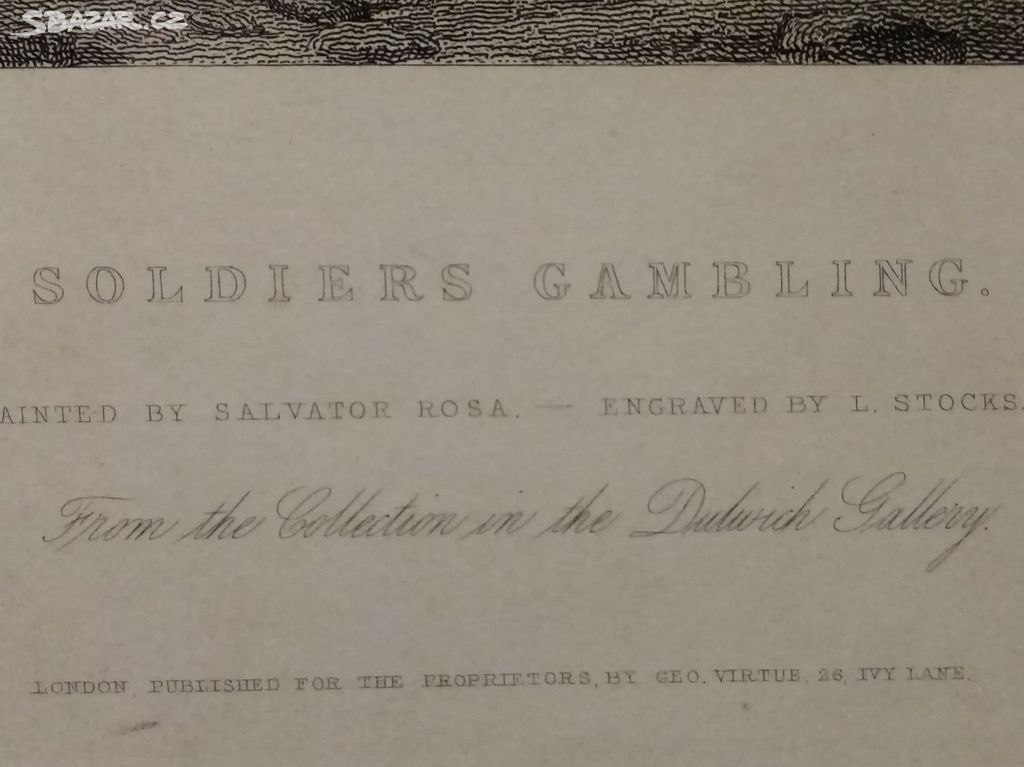 SBAZAR.CZ
SOLDIERS GAMBLING.
AINTED BY SALVATOR ROSA. — ENGRAVED BY L. STOCKS.
From the Collection in the Dulwich Gallery.
LONDON, PUBLISHED FOR THE PROPRIETORS, BY GEO. VIRTUE, 26, IVY LANE.